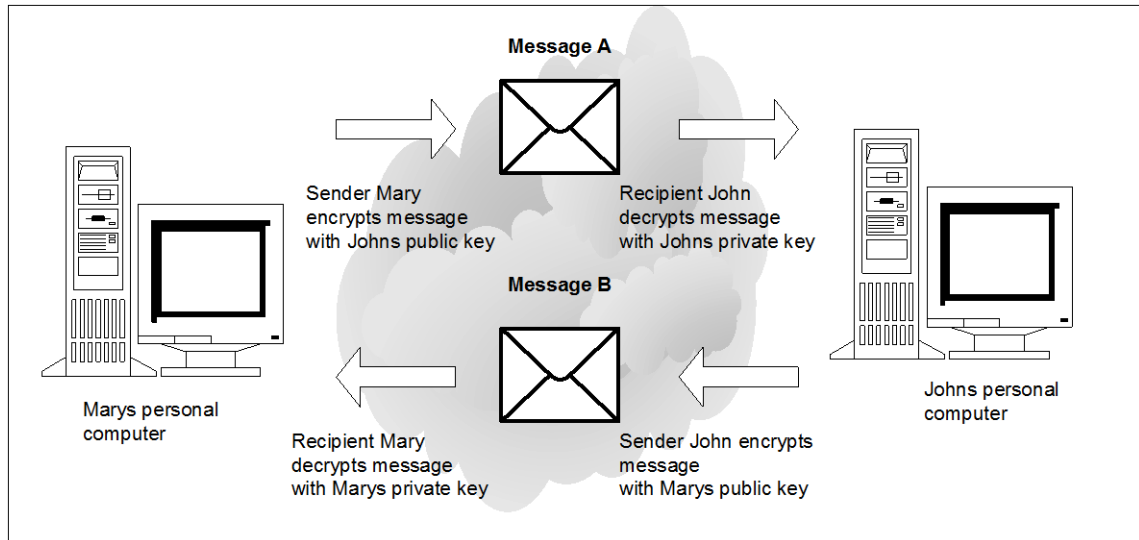 Message A
Sender Mary
encrypts message
with Johns public key
Recipient John
decrypts message
with Johns private key
Message B
Marys personal
computer
Johns personal
computer
Recipient Mary
decrypts message
with Marys private key
Sender John encrypts
message
with Marys public key